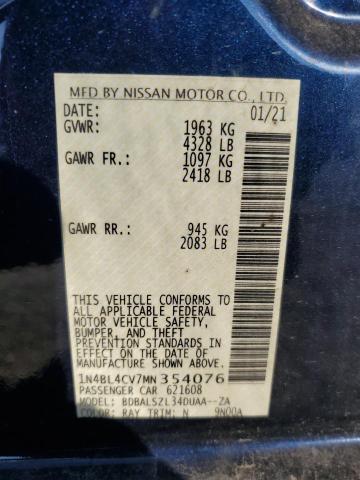 MFD BY NISSAN MOTOR CO., LTD.
DATE: 01/21
GVWR: 1963 KG
4328 LB
GAWR FR.: 1097 KG
2418 LB
GAWR RR.: 945 KG
2083 LB
THIS VEHICLE CONFORMS TO
ALL APPLICABLE FEDERAL
MOTOR VEHICLE SAFETY,
BUMPER, AND THEFT
PREVENTION STANDARDS IN
EFFECT ON THE DATE OF
MANUFACTURE SHOWN ABOVE.
1N4BL4CV7MN354076
PASSENGER CAR 621608
MODEL: BDBALSZL34DUAA--ZA
COLOR: RAY TRIM: N 9N00A